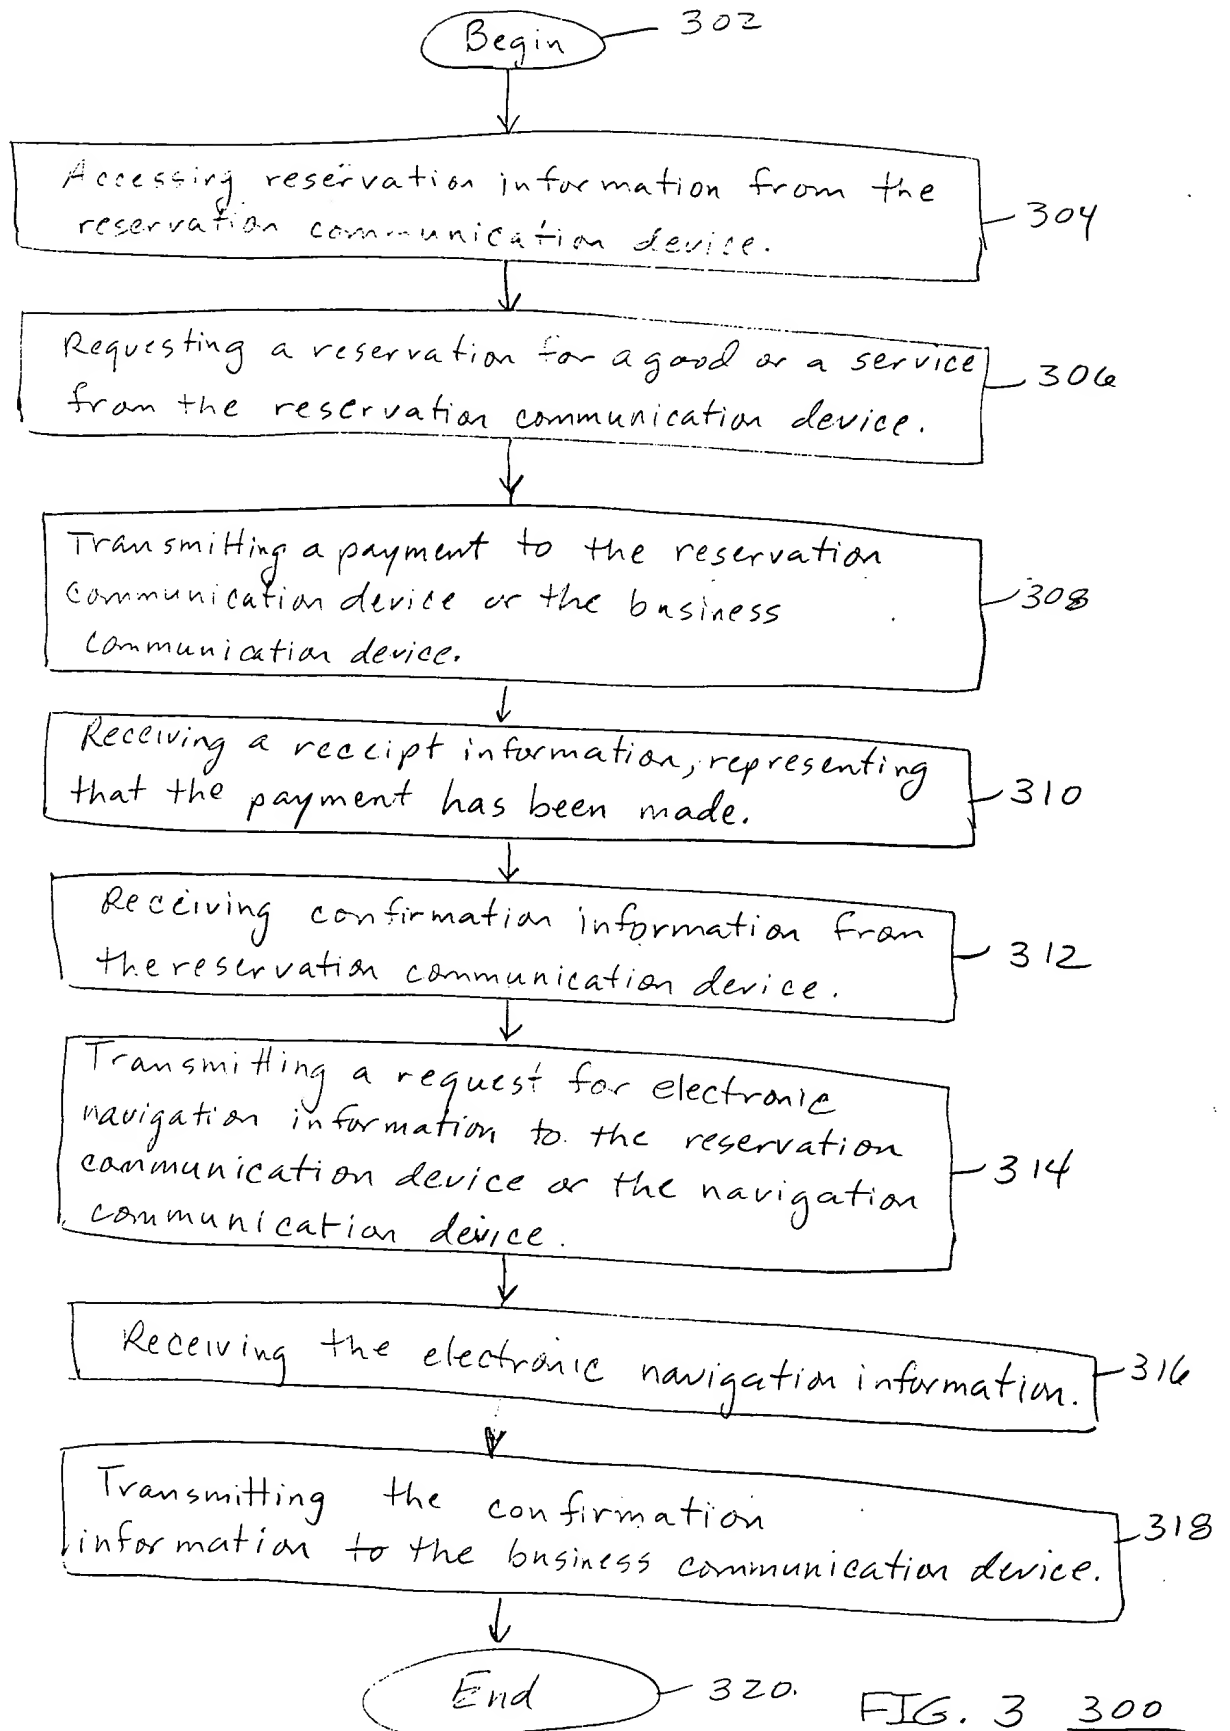 Begin
302
Accessing reservation information from the
reservation communication device.
304
Requesting a reservation for a good or a service
from the reservation communication device.
306
Transmitting a payment to the reservation
communication device or the business
communication device.
308
Receiving a receipt information, representing
that the payment has been made.
310
Receiving confirmation information from
the reservation communication device.
312
Transmitting a request for electronic
navigation information to the reservation
communication device or the navigation
communication device.
314
Receiving the electronic navigation information.
316
Transmitting the confirmation
information to the business communication device.
318
End
320.
FIG. 3 300